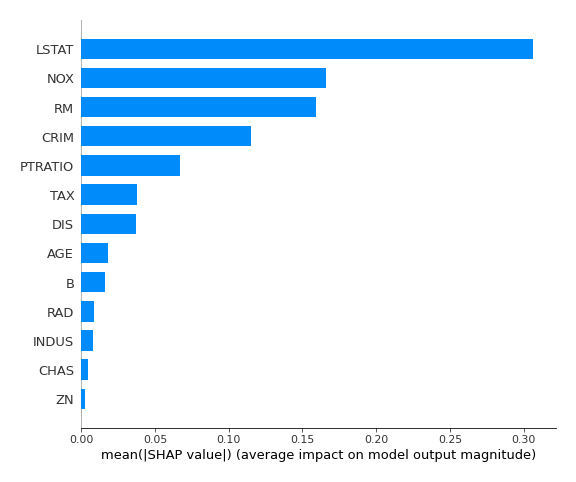 LSTAT
NOX
RM
CRIM
PTRATIO
TAX
DIS
AGE
B
RAD
INDUS
CHAS
ZN
0.00 0.05 0.10 0.15 0.20 0.25 0.30
mean(|SHAP value|) (average impact on model output magnitude)